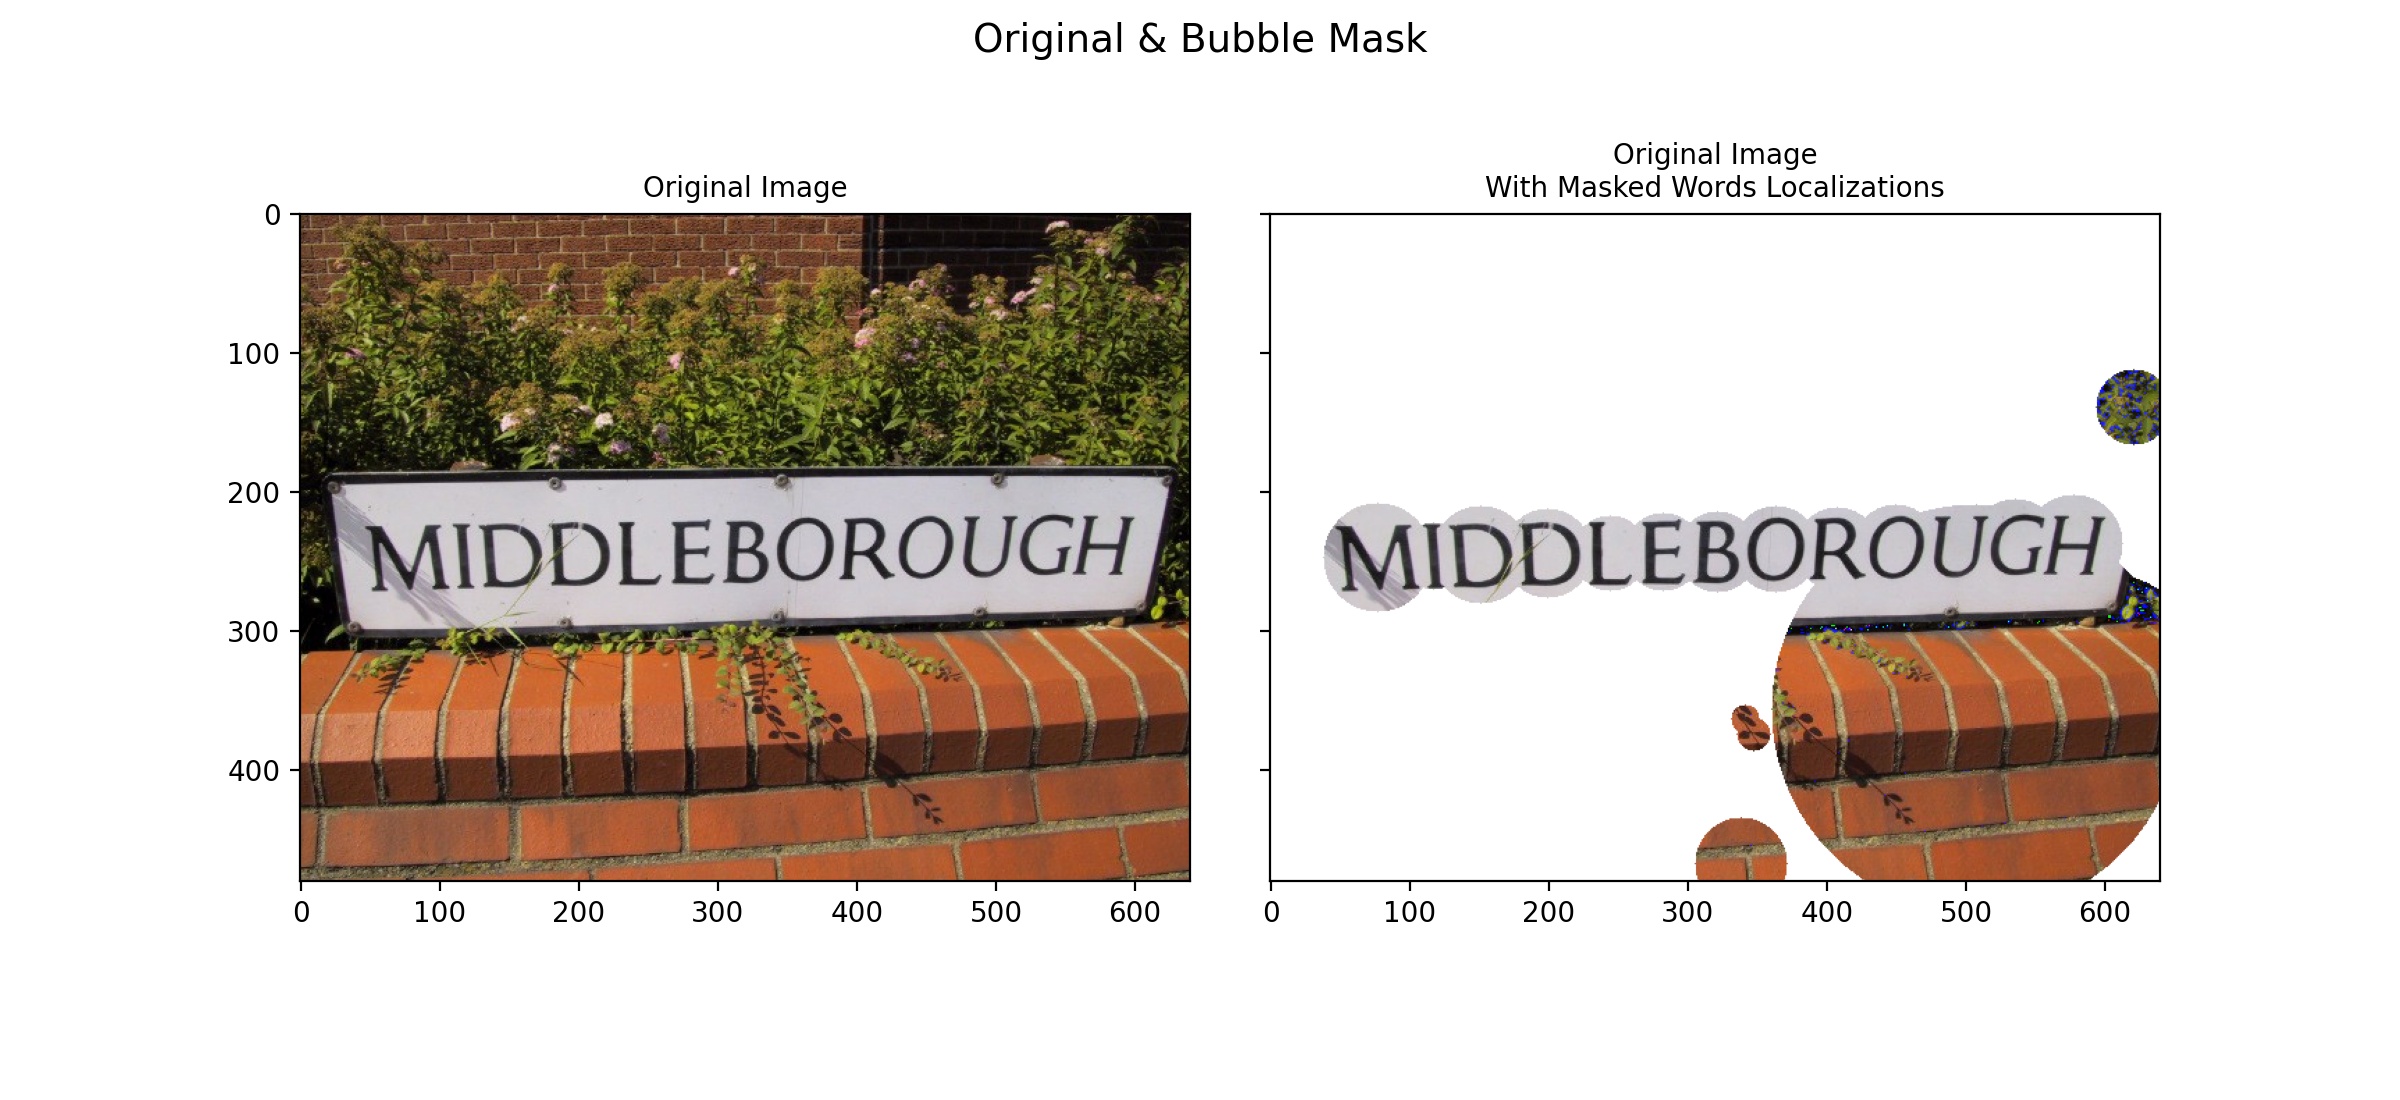 Original & Bubble Mask
Original Image
0
100
200
300
400
MIDDLEBOROUGH
0 100 200 300 400 500 600
Original Image
With Masked Words Localizations
MIDDLEBOROUGH
0 100 200 300 400 500 600